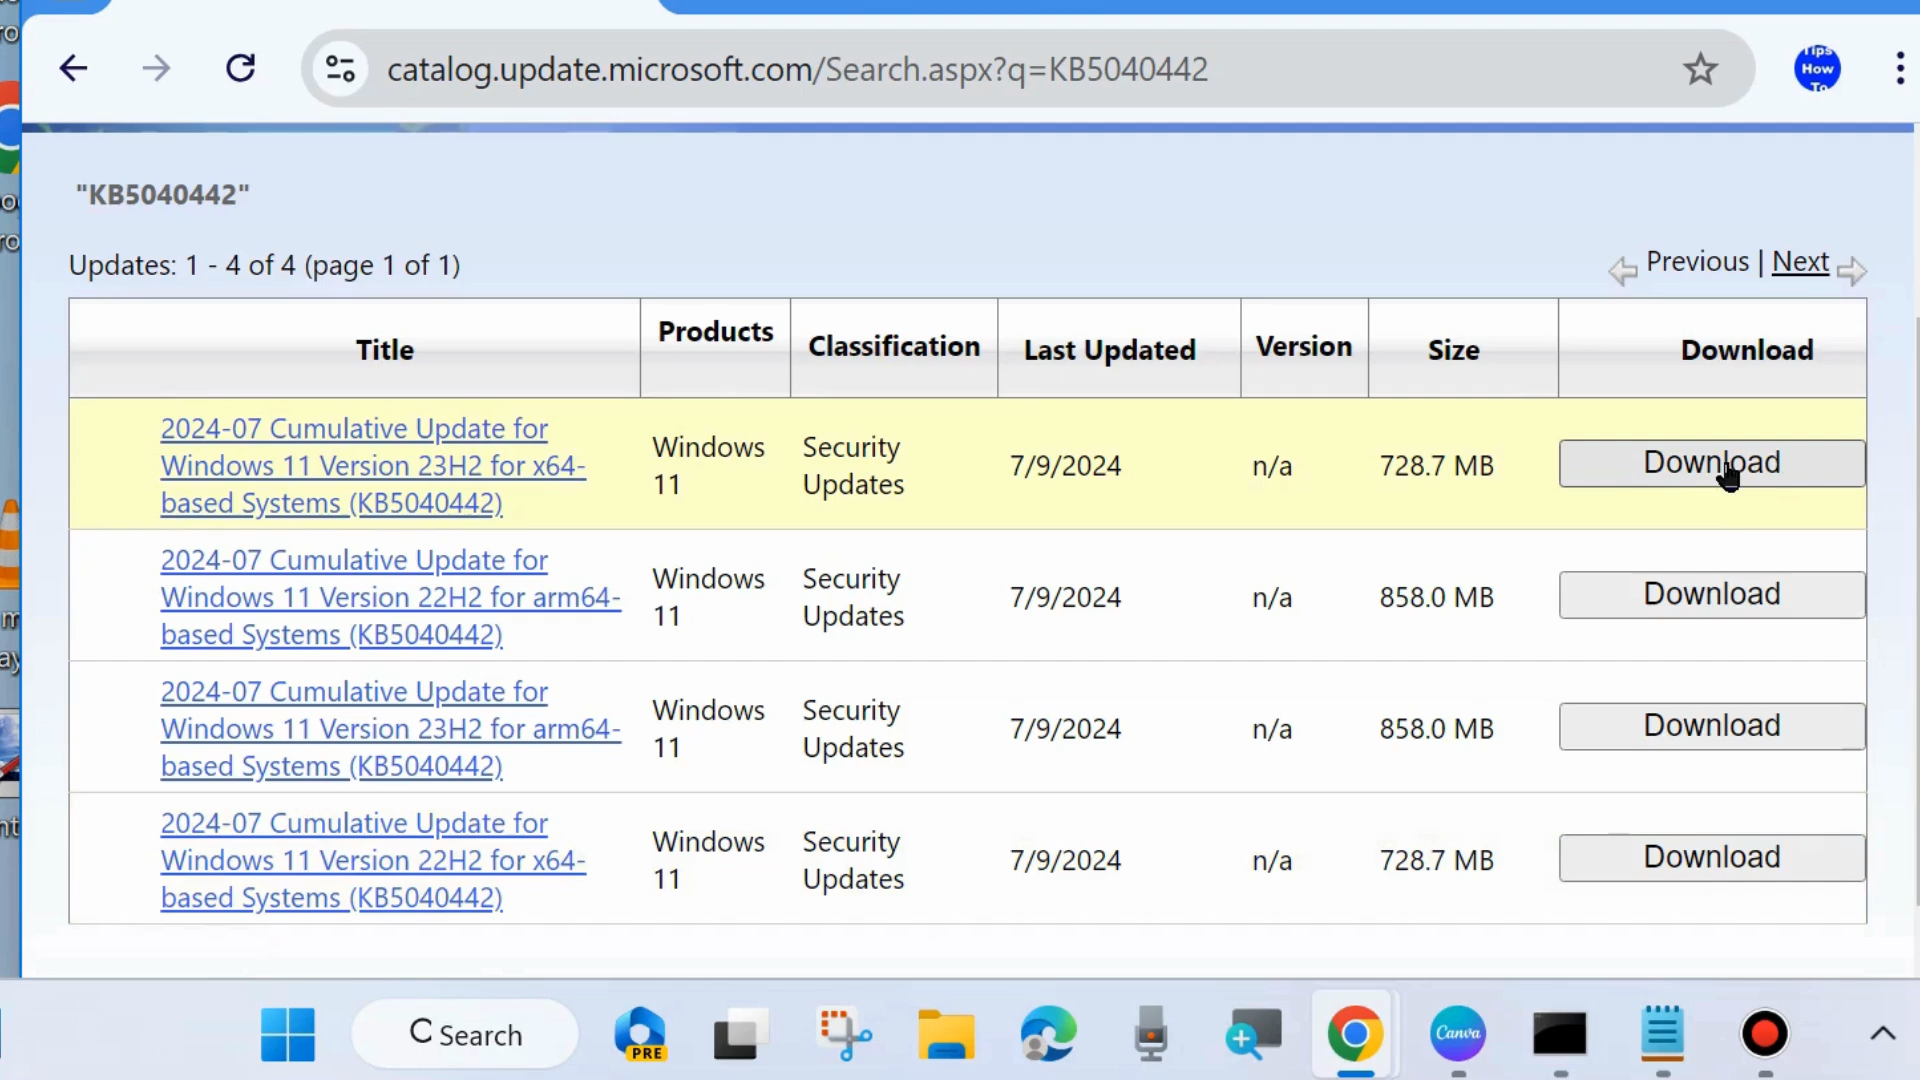 catalog.update.microsoft.com/Search.aspx?q=KB5040442
Tips
How
To
"KB5040442"
Updates: 1 - 4 of 4 (page 1 of 1)
Previous | Next
Title Products Classification Last Updated Version Size Download
2024-07 Cumulative Update for
Windows 11 Version 23H2 for x64-
based Systems (KB5040442)
Windows
11
Security
Updates
7/9/2024
n/a
728.7 MB
Download
2024-07 Cumulative Update for
Windows 11 Version 22H2 for arm64-
based Systems (KB5040442)
Windows
11
Security
Updates
7/9/2024
n/a
858.0 MB
Download
2024-07 Cumulative Update for
Windows 11 Version 23H2 for arm64-
based Systems (KB5040442)
Windows
11
Security
Updates
7/9/2024
n/a
858.0 MB
Download
2024-07 Cumulative Update for
Windows 11 Version 22H2 for x64-
based Systems (KB5040442)
Windows
11
Security
Updates
7/9/2024
n/a
728.7 MB
Download
Search
PRE
Canva